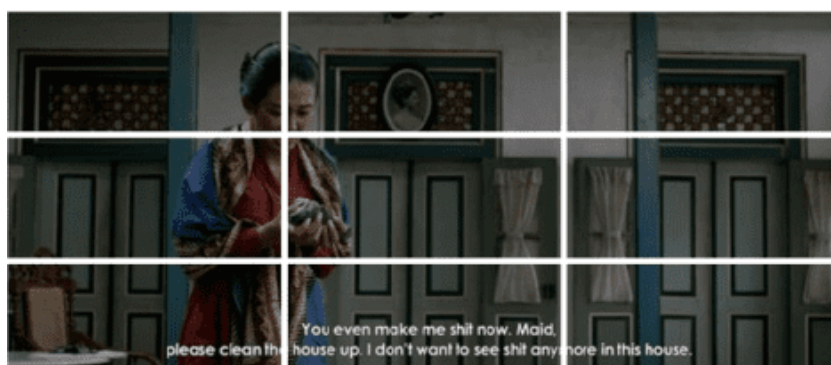 You even make me shit now. Maid,
please clean the house up. I don't want to see shit anymore in this house.